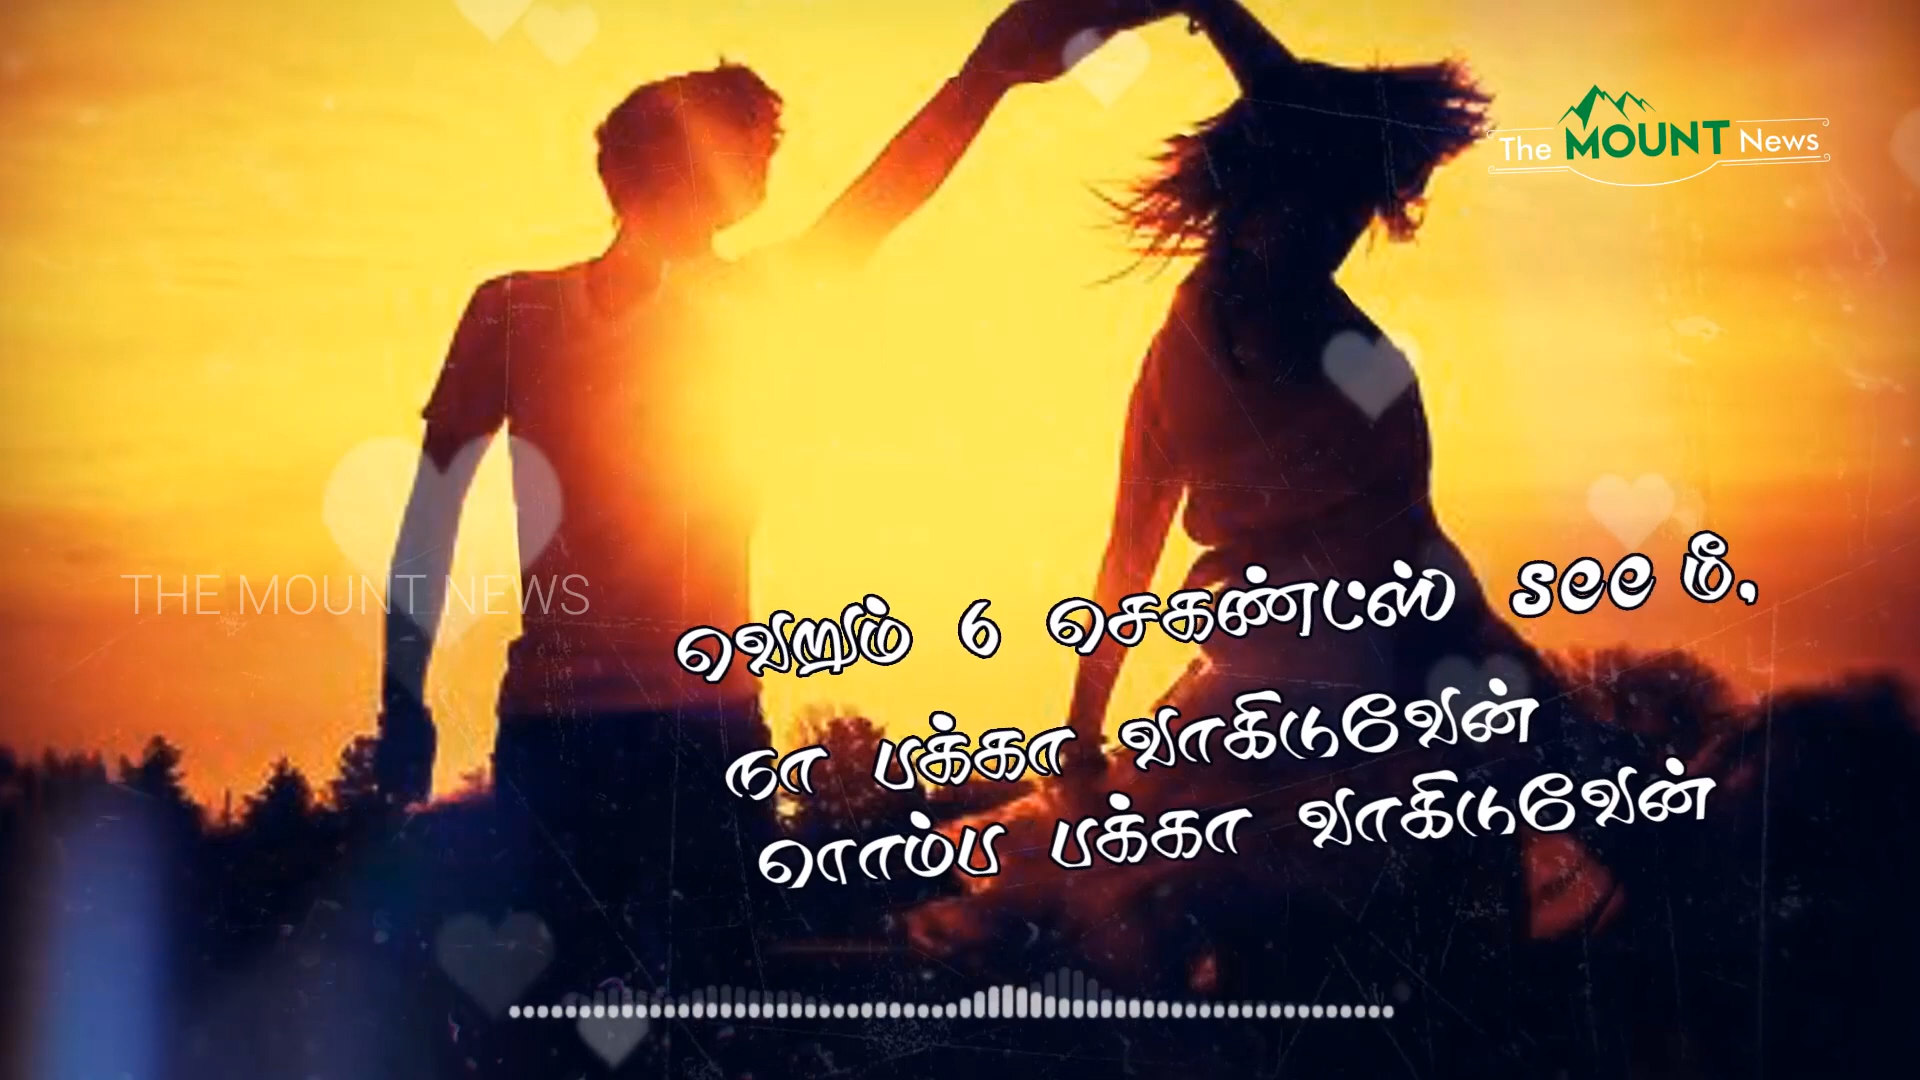 The MOUNT News
THE MOUNT NEWS
வெறும் 6 செகண்ட்ஸ் see மீ,
நா பக்கா வாகிடுவேன்
ரொம்ப பக்கா வாகிடுவேன்